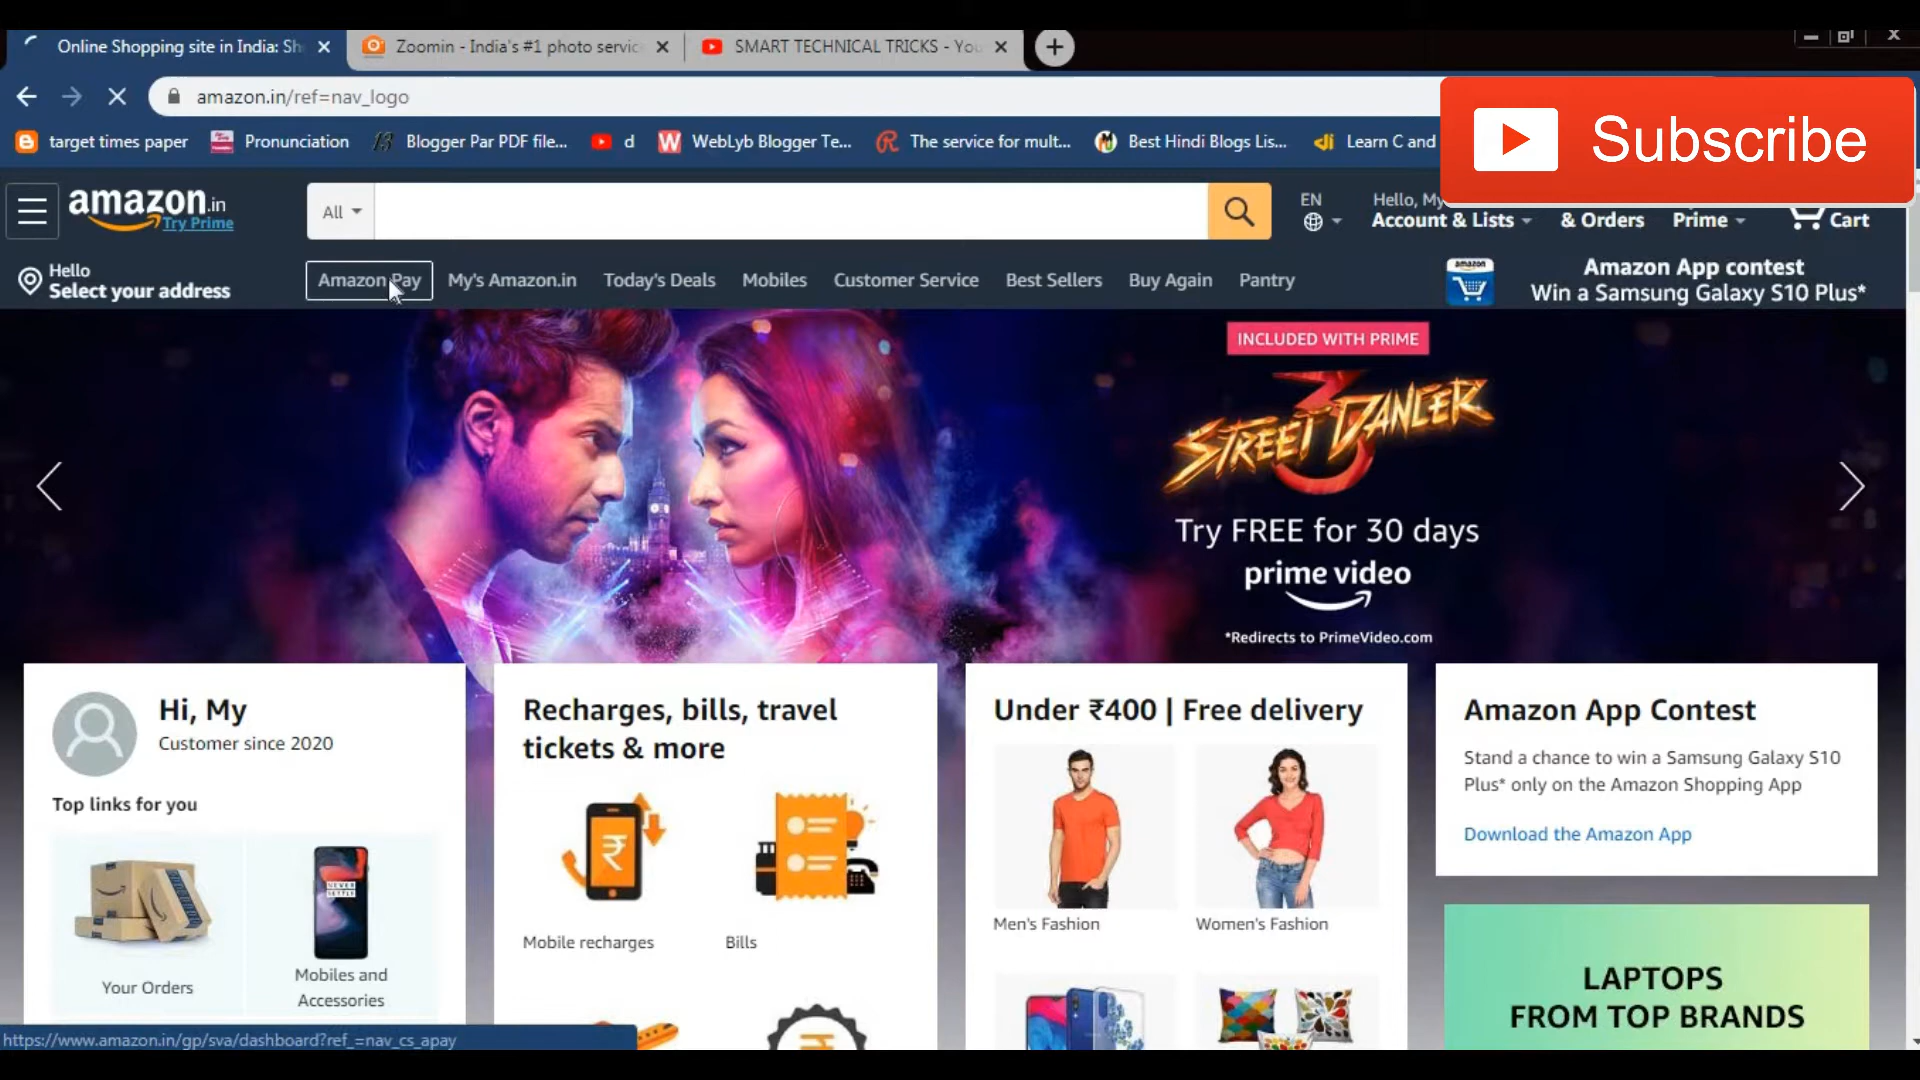 Online Shopping site in India: Sh
Zoomin - India's #1 photo servic
SMART TECHNICAL TRICKS - You
amazon.in/ref=nav_logo
Subscribe
target times paper
Pronunciation
Blogger Par PDF file...
d
WebLyb Blogger Te...
The service for mult...
Best Hindi Blogs Lis...
Learn C and
amazon.in
Try Prime
All
EN
Hello, My
Account & Lists
& Orders
Prime
Cart
Hello
Select your address
Amazon Pay
My's Amazon.in
Today's Deals
Mobiles
Customer Service
Best Sellers
Buy Again
Pantry
amazon
Amazon App contest
Win a Samsung Galaxy S10 Plus*
INCLUDED WITH PRIME
STREET DANCER
3
Try FREE for 30 days
prime video
*Redirects to PrimeVideo.com
Hi, My
Customer since 2020
Top links for you
Your Orders
NEVER
SETTLE
Mobiles and
Accessories
Recharges, bills, travel
tickets & more
Mobile recharges
Bills
Under ₹400 | Free delivery
Men's Fashion
Women's Fashion
Amazon App Contest
Stand a chance to win a Samsung Galaxy S10
Plus* only on the Amazon Shopping App
Download the Amazon App
LAPTOPS
FROM TOP BRANDS
https://www.amazon.in/gp/sva/dashboard?ref_=nav_cs_apay